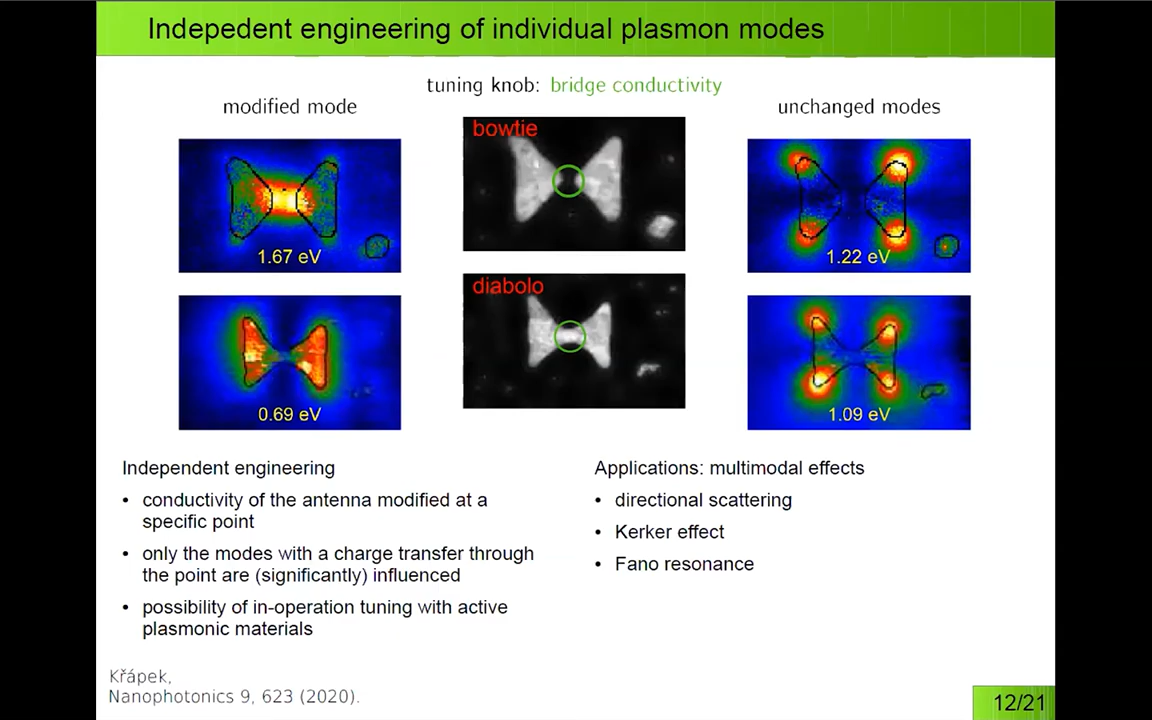 Indepedent engineering of individual plasmon modes
tuning knob: bridge conductivity
modified mode
unchanged modes
bowtie
1.67 eV
1.22 eV
diabolo
0.69 eV
1.09 eV
Independent engineering
• conductivity of the antenna modified at a
specific point
• only the modes with a charge transfer through
the point are (significantly) influenced
• possibility of in-operation tuning with active
plasmonic materials
Applications: multimodal effects
• directional scattering
• Kerker effect
• Fano resonance
Křápek,
Nanophotonics 9, 623 (2020).
12/21